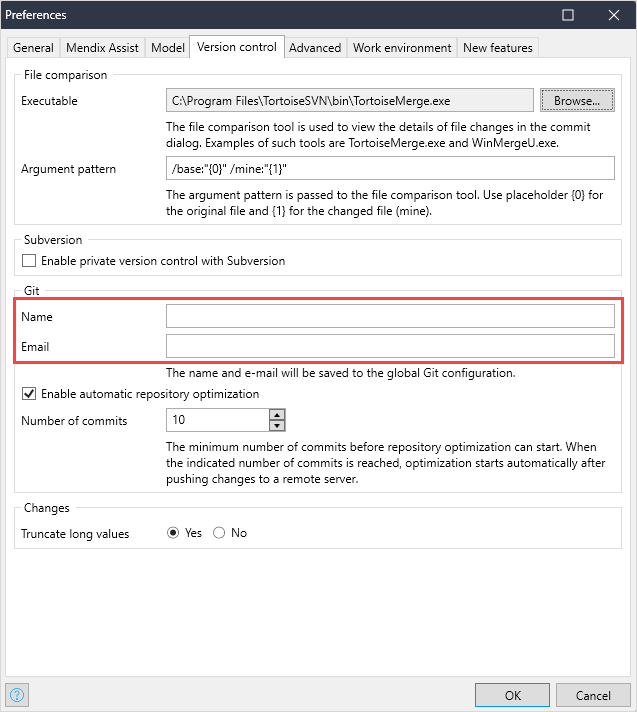 Preferences
General Mendix Assist Model Version control Advanced Work environment New features
File comparison
Executable C:\Program Files\TortoiseSVN\bin\TortoiseMerge.exe Browse...
The file comparison tool is used to view the details of file changes in the commit
dialog. Examples of such tools are TortoiseMerge.exe and WinMergeU.exe.
Argument pattern /base:"{0}" /mine:"{1}"
The argument pattern is passed to the file comparison tool. Use placeholder {0} for
the original file and {1} for the changed file (mine).
Subversion
Enable private version control with Subversion
Git
Name
Email
The name and e-mail will be saved to the global Git configuration.
Enable automatic repository optimization
Number of commits 10
The minimum number of commits before repository optimization can start. When
the indicated number of commits is reached, optimization starts automatically after
pushing changes to a remote server.
Changes
Truncate long values Yes No
? OK Cancel